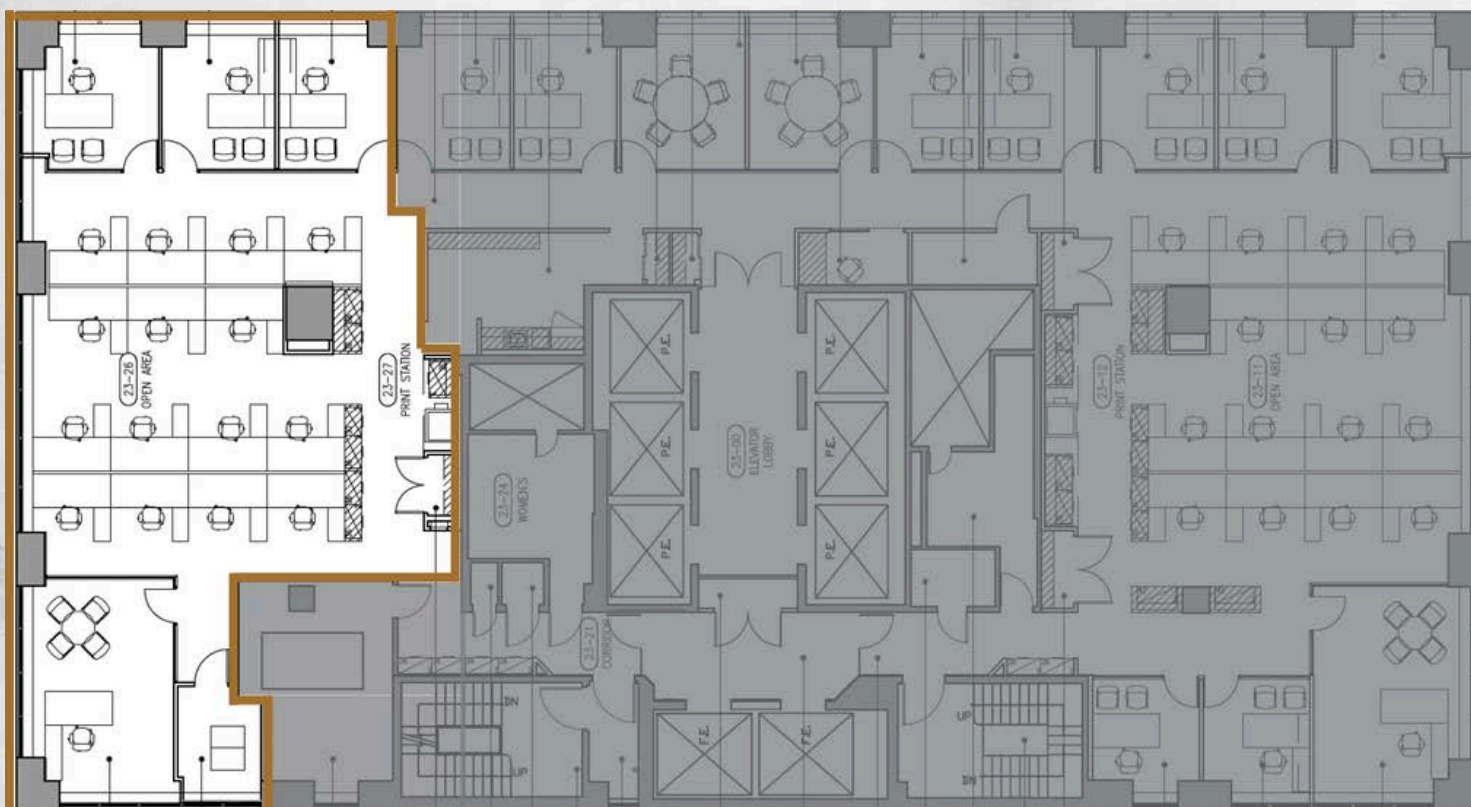 23-26
OPEN AREA
23-27
PRINT STATION
23-24
WOMEN'S
23-21
CORRIDOR
23-00
ELEVATOR
LOBBY
P.E.
P.E.
P.E.
P.E.
P.E.
P.E.
F.E.
F.E.
DN
UP
UP
DN
23-12
PRINT STATION
23-11
OPEN AREA